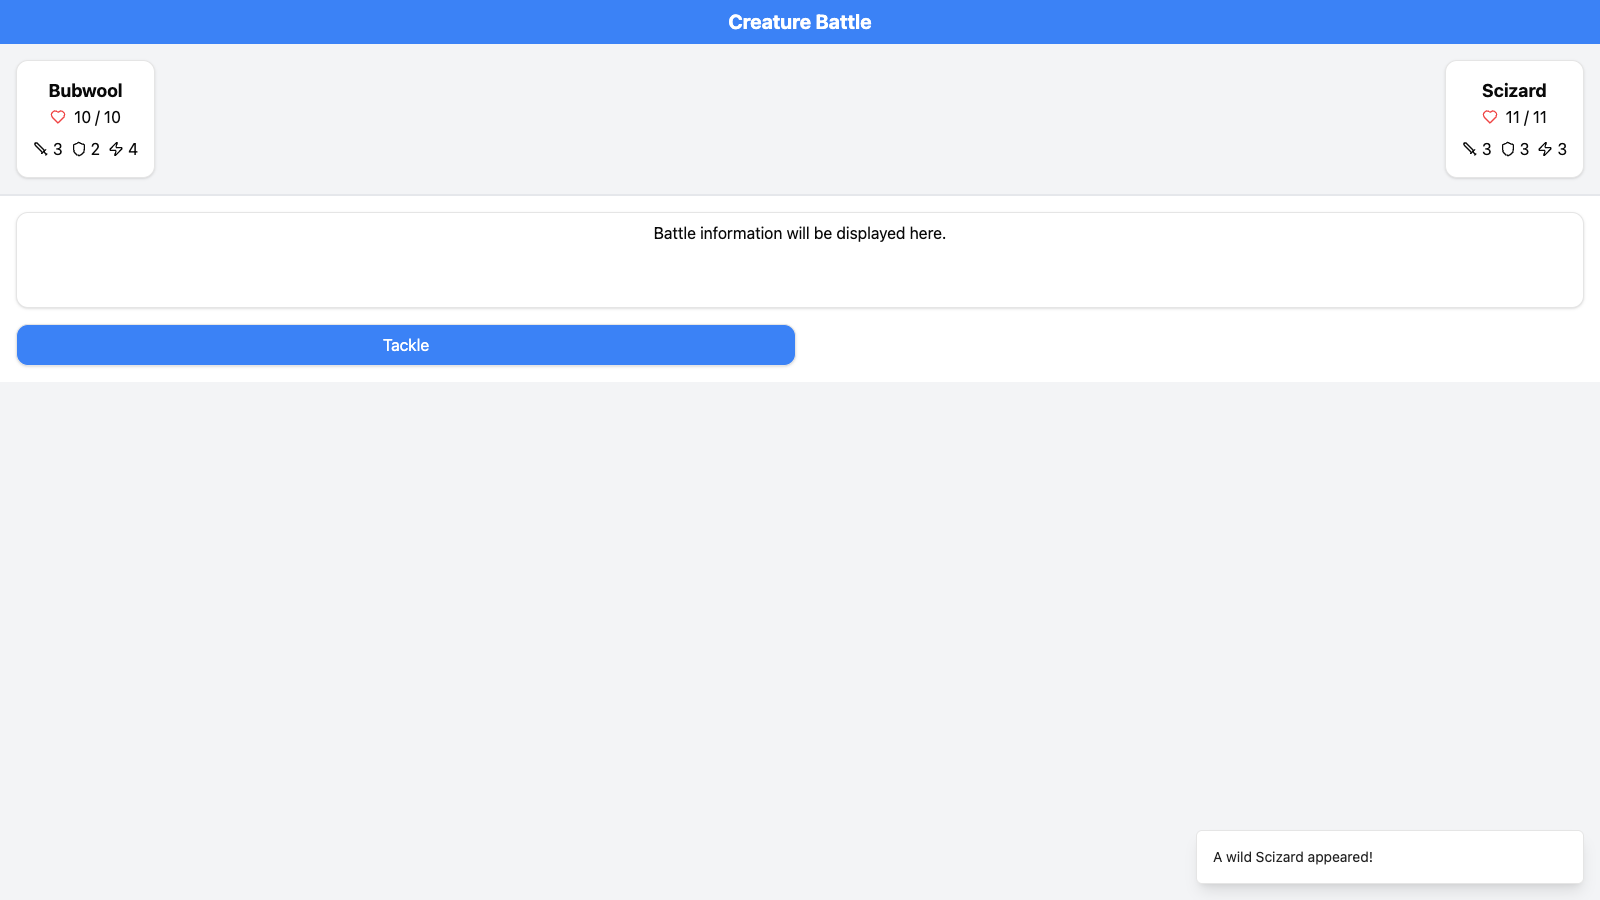 Creature Battle
Bubwool
10 / 10
3 2 4
Scizard
11 / 11
3 3 3
Battle information will be displayed here.
Tackle
A wild Scizard appeared!